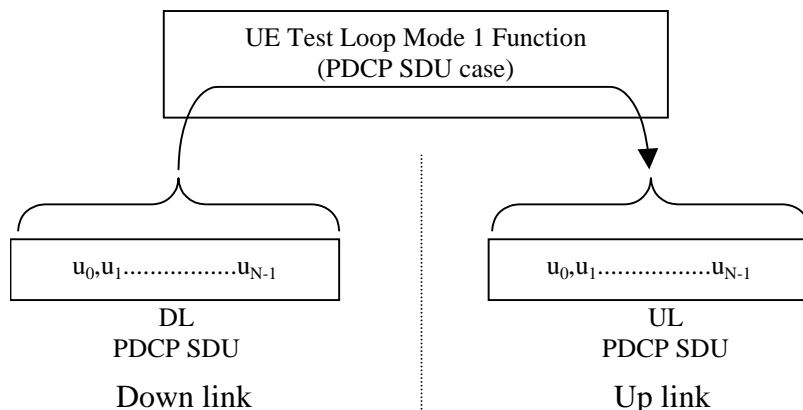 UE Test Loop Mode 1 Function
(PDCP SDU case)
u0,u1..................uN-1
u0,u1..................uN-1
DL
PDCP SDU
UL
PDCP SDU
Down link
Up link